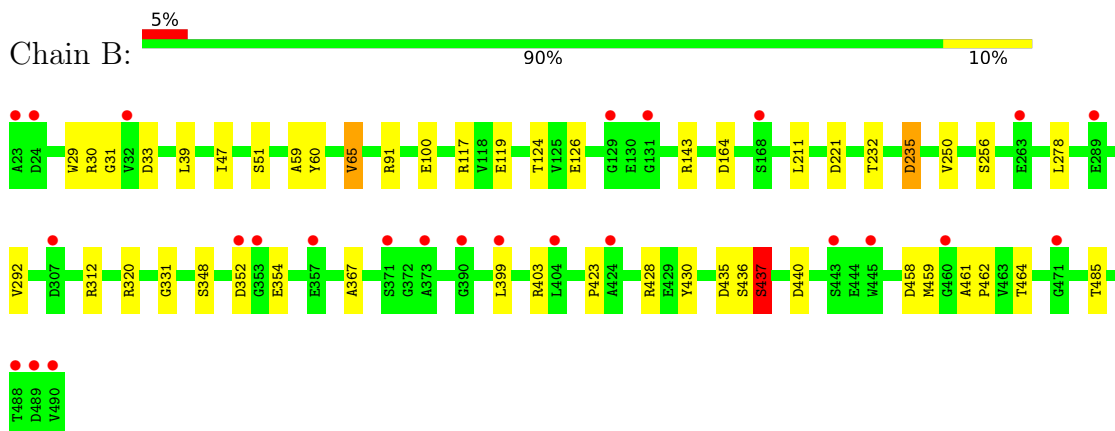 5%
Chain B:
90% 10%
A23 D24 W29 R30 G31 V32 D33 L39 I47 S51 A59 Y60 V65 R91 E100 R117 V118 E119 T124 V125 E126 G129 E130 G131 R143 D164 S168 L211 D221 T232 D235 V250 S256 E263 L278 E289
V292 D307 R312 R320 G331 S348 D352 G353 E354 E357 A367 S371 G372 A373 G390 L399 R403 L404 P423 A424 R428 E429 Y430 D435 S436 S437 D440 S443 E444 W445 D458 M459 G460 A461 P462 V463 T464 G471 T485
T488 D489 V490